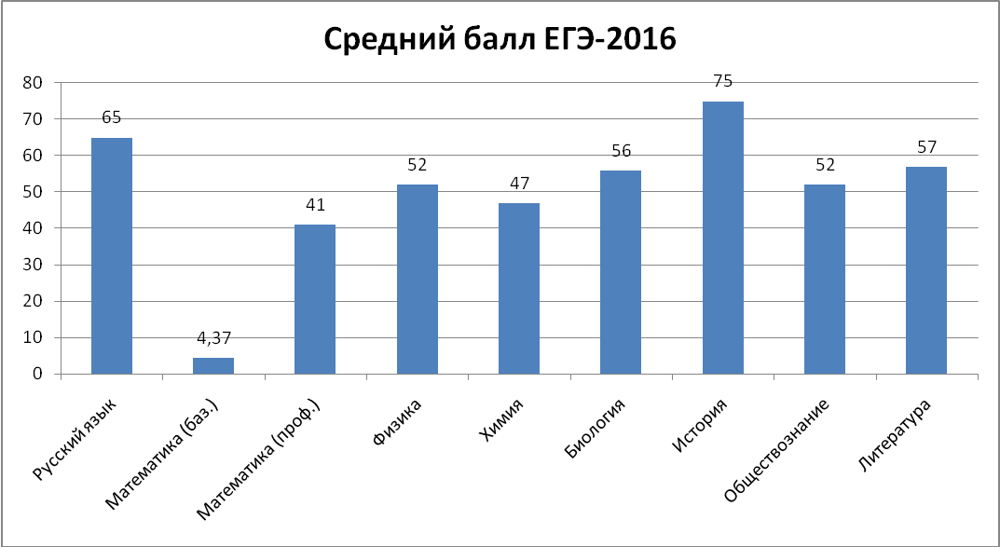 Средний балл ЕГЭ-2016
80
70
60
50
40
30
20
10
0
65
4,37
41
52
47
56
75
52
57
Русский язык
Математика (баз.)
Математика (проф.)
Физика
Химия
Биология
История
Обществознание
Литература